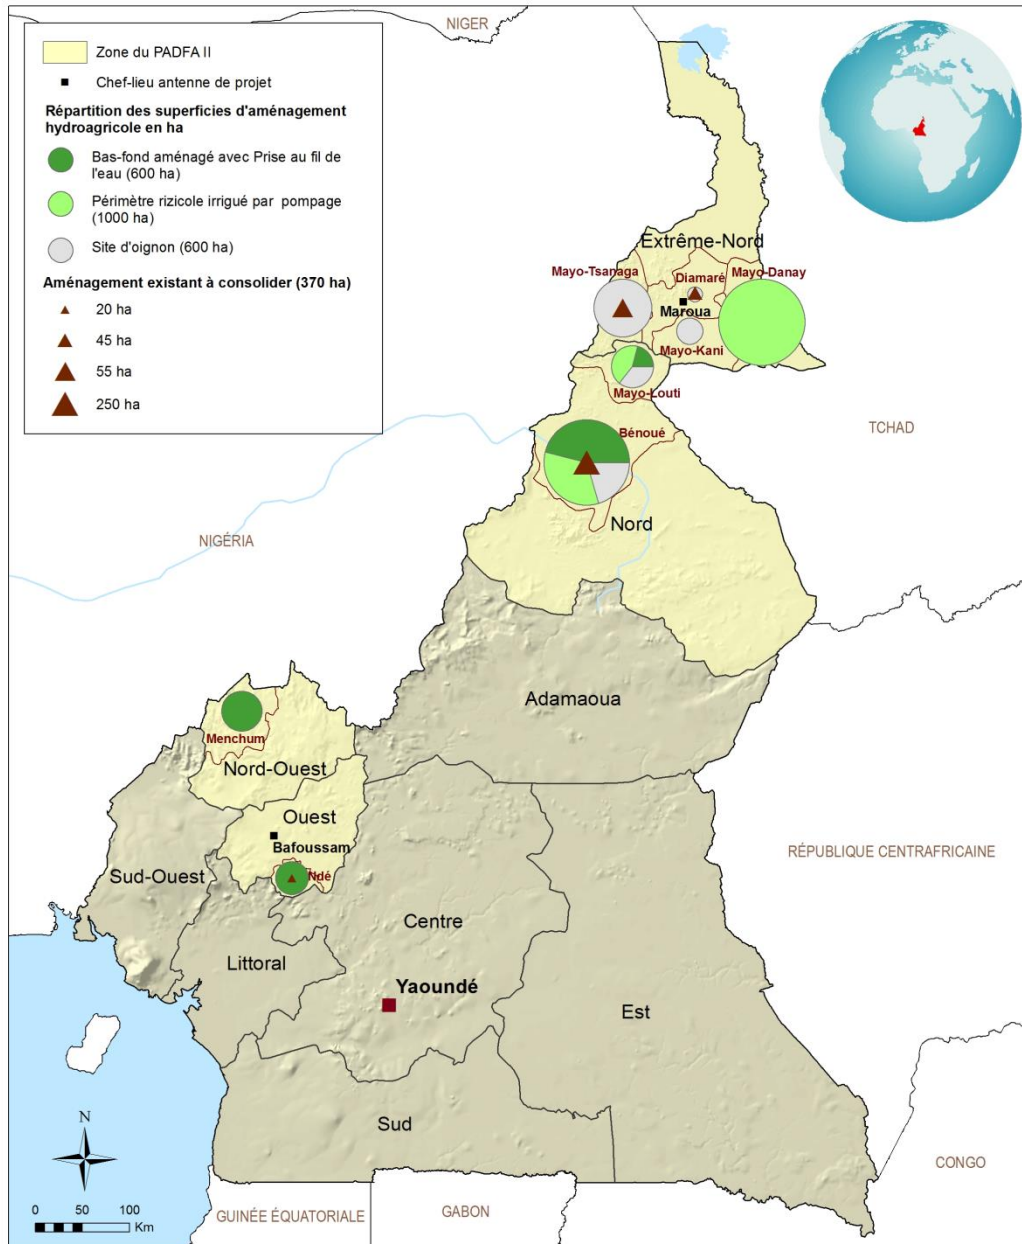 NIGER
Zone du PADFA II
Chef-lieu antenne de projet
Répartition des superficies d'aménagement
hydroagricole en ha
Bas-fond aménagé avec Prise au fil de
l'eau (600 ha)
Périmètre rizicole irrigué par pompage
(1000 ha)
Site d'oignon (600 ha)
Aménagement existant à consolider (370 ha)
20 ha
45 ha
55 ha
250 ha
Extrême-Nord
Mayo-Tsanaga
Diamaré
Mayo-Danay
Maroua
Mayo-Kani
Mayo-Louti
Bénoué
TCHAD
Nord
NIGÉRIA
Adamaoua
Menchum
Nord-Ouest
Ouest
Bafoussam
Ndé
Sud-Ouest
RÉPUBLIQUE CENTRAFRICAINE
Centre
Littoral
Yaoundé
Est
Sud
N
CONGO
0 50 100
Km
GUINÉE ÉQUATORIALE
GABON